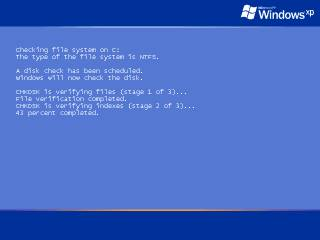 Windows xp
Checking file system on C:
The type of the file system is NTFS.
A disk check has been scheduled.
Windows will now check the disk.
CHKDSK is verifying files (stage 1 of 3)...
File verification completed.
CHKDSK is verifying indexes (stage 2 of 3)...
43 percent completed.